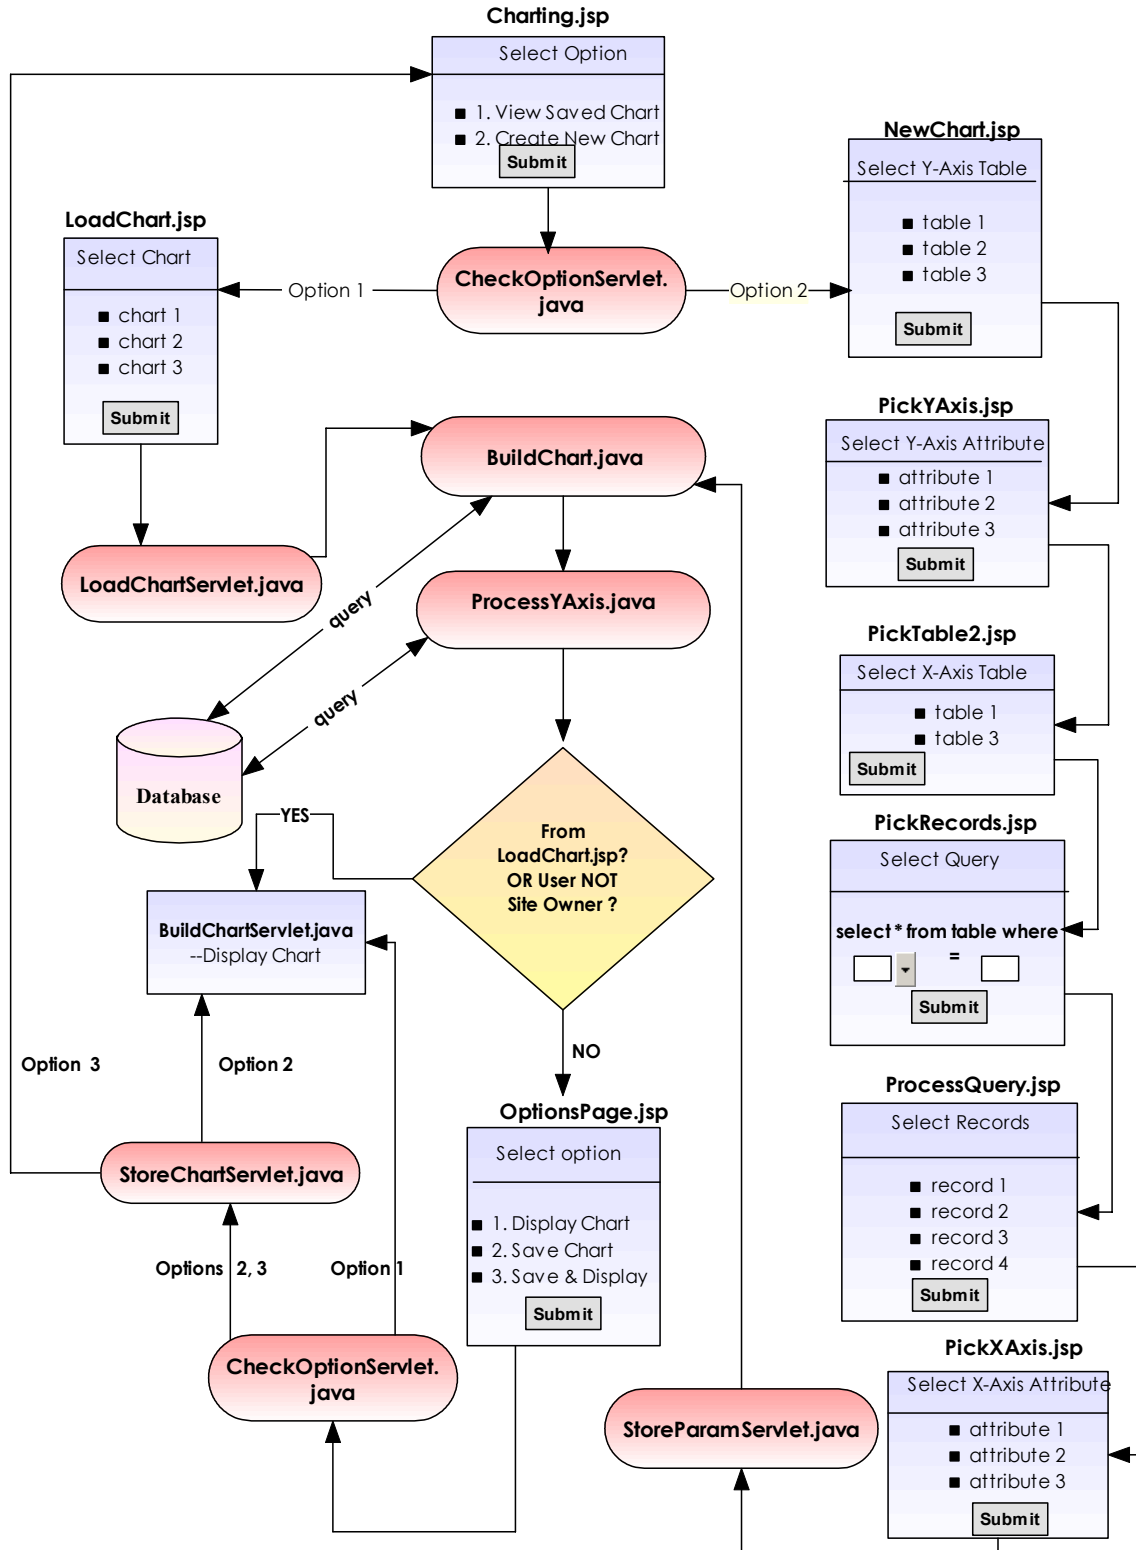 Charting.jsp
Select Option
1. View Saved Chart
2. Create New Chart
Submit
NewChart.jsp
Select Y-Axis Table
table 1
table 2
table 3
Submit
LoadChart.jsp
Select Chart
chart 1
chart 2
chart 3
Submit
CheckOptionServlet.
java
Option 1
Option 2
PickYAxis.jsp
Select Y-Axis Attribute
attribute 1
attribute 2
attribute 3
Submit
BuildChart.java
LoadChartServlet.java
ProcessYAxis.java
query
query
Database
PickTable2.jsp
Select X-Axis Table
table 1
table 3
Submit
YES
From
LoadChart.jsp?
OR User NOT
Site Owner ?
PickRecords.jsp
Select Query
select * from table where
=
Submit
BuildChartServlet.java
--Display Chart
NO
Option 3
Option 2
OptionsPage.jsp
Select option
1. Display Chart
2. Save Chart
3. Save & Display
Submit
ProcessQuery.jsp
Select Records
record 1
record 2
record 3
record 4
Submit
StoreChartServlet.java
Options 2, 3
Option 1
CheckOptionServlet.
java
StoreParamServlet.java
PickXAxis.jsp
Select X-Axis Attribute
attribute 1
attribute 2
attribute 3
Submit